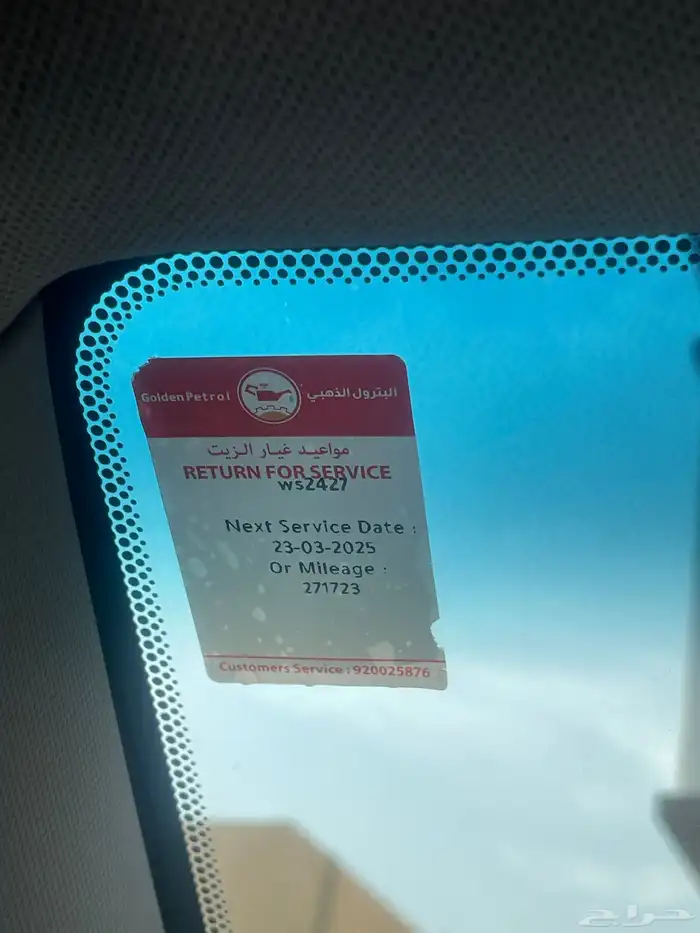 Golden Petrol البترول الذهبي
مواعيد غيار الزيت
RETURN FOR SERVICE
ws2427
Next Service Date :
23-03-2025
Or Mileage :
271723
Customers Service : 920025876
حراج